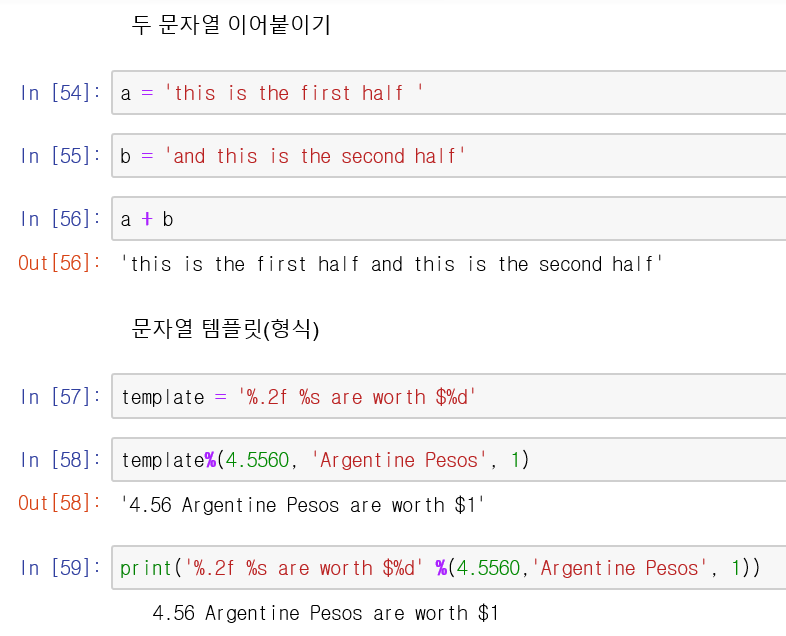 두 문자열 이어붙이기
In [54]: a = 'this is the first half '
In [55]: b = 'and this is the second half'
In [56]: a + b
Out[56]: 'this is the first half and this is the second half'
문자열 템플릿(형식)
In [57]: template = '%.2f %s are worth $%d'
In [58]: template%(4.5560, 'Argentine Pesos', 1)
Out[58]: '4.56 Argentine Pesos are worth $1'
In [59]: print('%.2f %s are worth $%d' %(4.5560,'Argentine Pesos', 1))
4.56 Argentine Pesos are worth $1